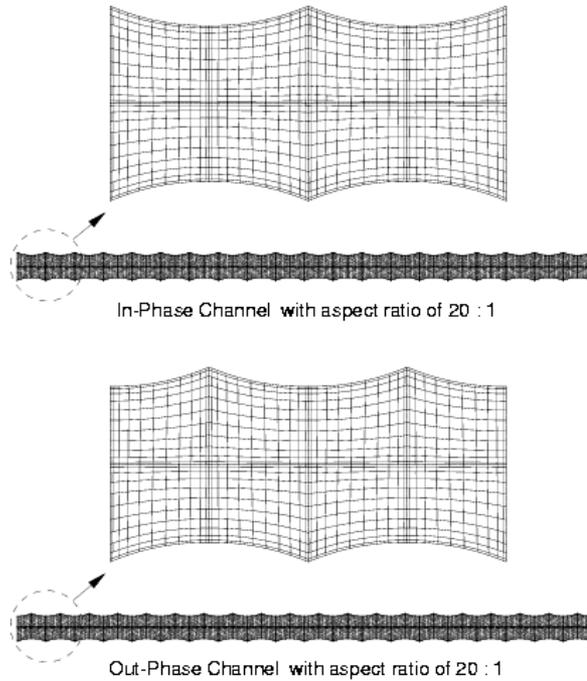 In-Phase Channel with aspect ratio of 20 : 1
Out-Phase Channel with aspect ratio of 20 : 1